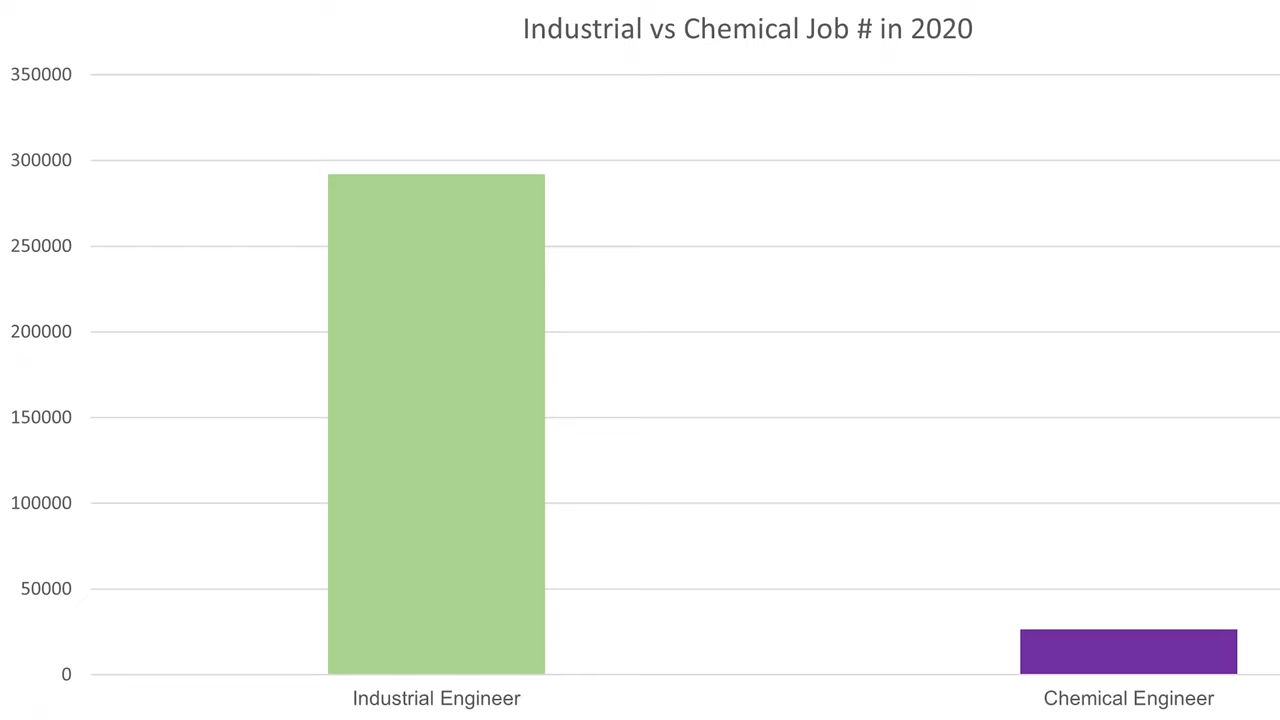 Industrial vs Chemical Job # in 2020
350000
300000
250000
200000
150000
100000
50000
0
Industrial Engineer
Chemical Engineer